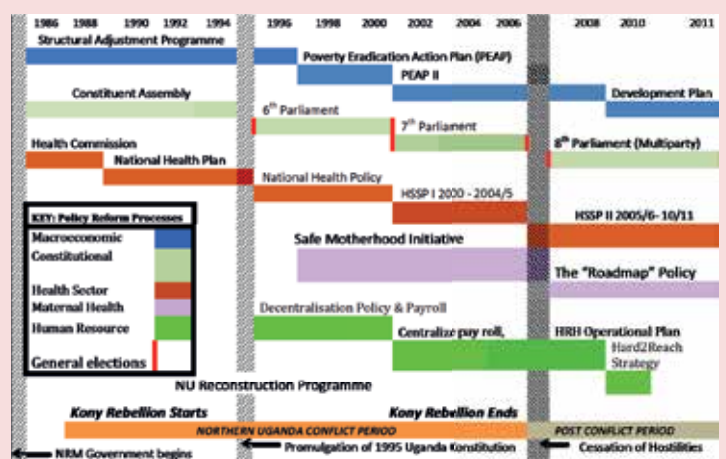 1986 1988 1990 1992 1994 1996 1998 2000 2002 2004 2006 2008 2010 2011
Structural Adjustment Programme
Poverty Eradication Action Plan (PEAP)
PEAP II
Development Plan
Constituent Assembly
6th Parliament
7th Parliament
8th Parliament (Multiparty)
Health Commission
National Health Plan
National Health Policy
HSSP I 2000 - 2004/5
HSSP II 2005/6- 10/11
KEY: Policy Reform Processes
Macroeconomic
Constitutional
Health Sector
Maternal Health
Human Resource
General elections
Safe Motherhood Initiative
The "Roadmap" Policy
Decentralisation Policy & Payroll
Centralize pay roll,
HRH Operational Plan
Hard2Reach
Strategy
NU Reconstruction Programme
Kony Rebellion Starts
Kony Rebellion Ends
NORTHERN UGANDA CONFLICT PERIOD
POST CONFLICT PERIOD
NRM Government begins
Promulgation of 1995 Uganda Konstitution
Cessation of Hostilities